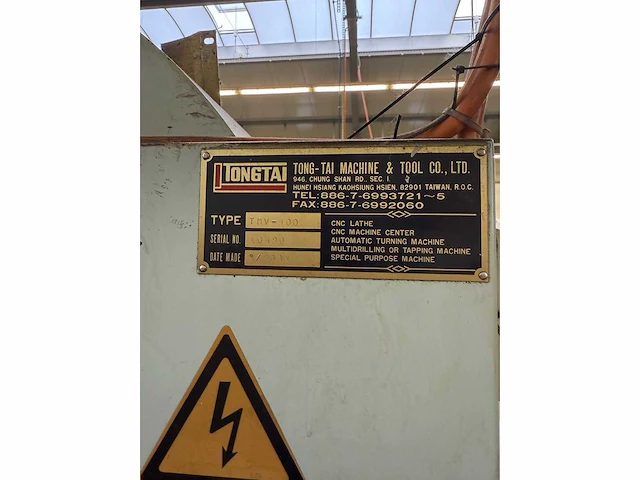 TONGTAI
TONG-TAI MACHINE & TOOL CO., LTD.
946, CHUNG SHAN RD., SEC. 1.
HUNEI HSIANG KAOHSIUNG HSIEN, 82901 TAIWAN, R.O.C.
TEL:886-7-6993721~5
FAX:886-7-6992060
TYPE
SERIAL NO.
DATE MADE
CNC LATHE
CNC MACHINE CENTER
AUTOMATIC TURNING MACHINE
MULTIDRILLING OR TAPPING MACHINE
SPECIAL PURPOSE MACHINE